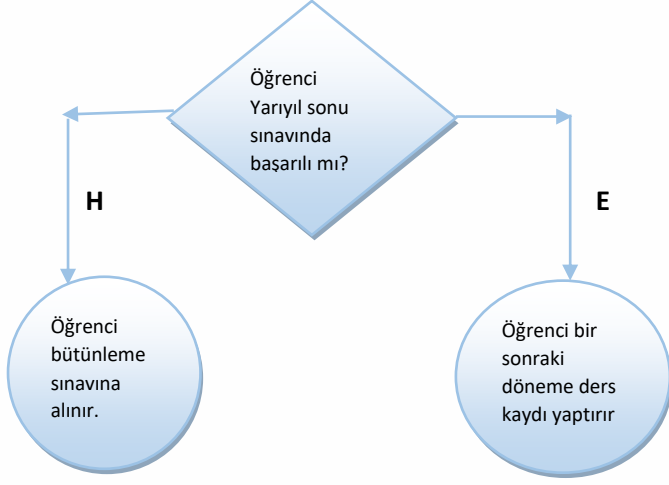 Öğrenci
Yarıyıl sonu
sınavında
başarılı mı?
H
E
Öğrenci
bütünleme
sınavına
alınır.
Öğrenci bir
sonraki
döneme ders
kaydı yaptırır